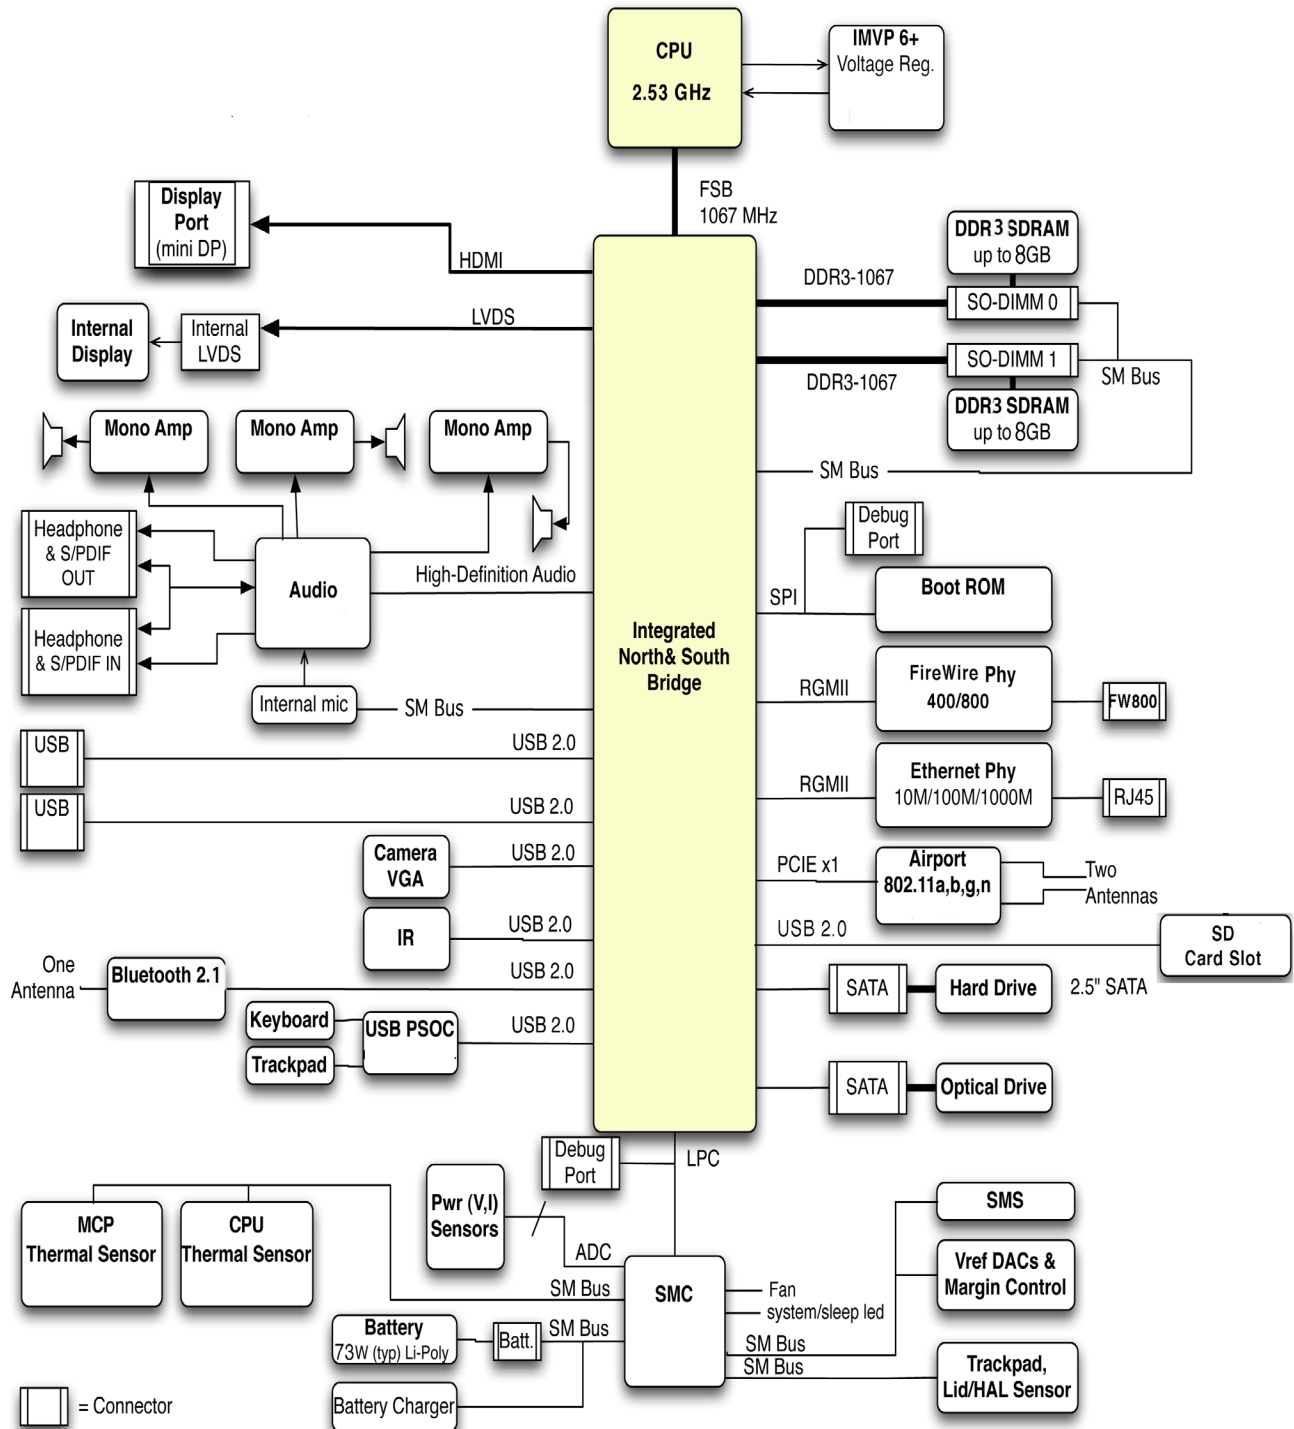 CPU
2.53 GHz
IMVP 6+
Voltage Reg.
FSB
1067 MHz
Display
Port
(mini DP)
HDMI
DDR3 SDRAM
up to 8GB
DDR3-1067
SO-DIMM 0
Internal
Display
Internal
LVDS
LVDS
SO-DIMM 1
SM Bus
DDR3-1067
DDR3 SDRAM
up to 8GB
Mono Amp
Mono Amp
Mono Amp
SM Bus
Headphone
& S/PDIF
OUT
Audio
High-Definition Audio
Debug
Port
SPI
Boot ROM
Headphone
& S/PDIF IN
Integrated
North& South
Bridge
Internal mic
SM Bus
RGMII
FireWire Phy
400/800
FW800
USB
USB 2.0
RGMII
Ethernet Phy
10M/100M/1000M
RJ45
USB
USB 2.0
Camera
VGA
USB 2.0
PCIE x1
Airport
802.11a,b,g,n
Two
Antennas
IR
USB 2.0
USB 2.0
SD
Card Slot
One
Antenna
Bluetooth 2.1
USB 2.0
SATA
Hard Drive
2.5" SATA
Keyboard
Trackpad
USB PSOC
USB 2.0
SATA
Optical Drive
Debug
Port
LPC
MCP
Thermal Sensor
CPU
Thermal Sensor
Pwr (V,I)
Sensors
ADC
SM Bus
SMC
Fan
system/sleep led
SMS
Vref DACs &
Margin Control
Battery
73W (typ) Li-Poly
Batt.
SM Bus
SM Bus
SM Bus
Trackpad,
Lid/HAL Sensor
Battery Charger
= Connector